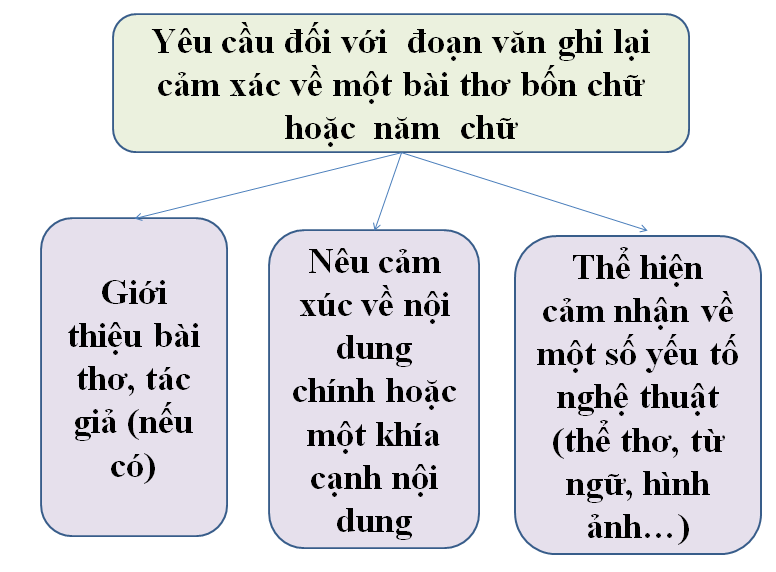 Yêu cầu đối với đoạn văn ghi lại
cảm xác về một bài thơ bốn chữ
hoặc năm chữ
Giới
thiệu bài
thơ, tác
giả (nếu
có)
Nêu cảm
xúc về nội
dung
chính hoặc
một khía
cạnh nội
dung
Thể hiện
cảm nhận về
một số yếu tố
nghệ thuật
(thể thơ, từ
ngữ, hình
ảnh…)